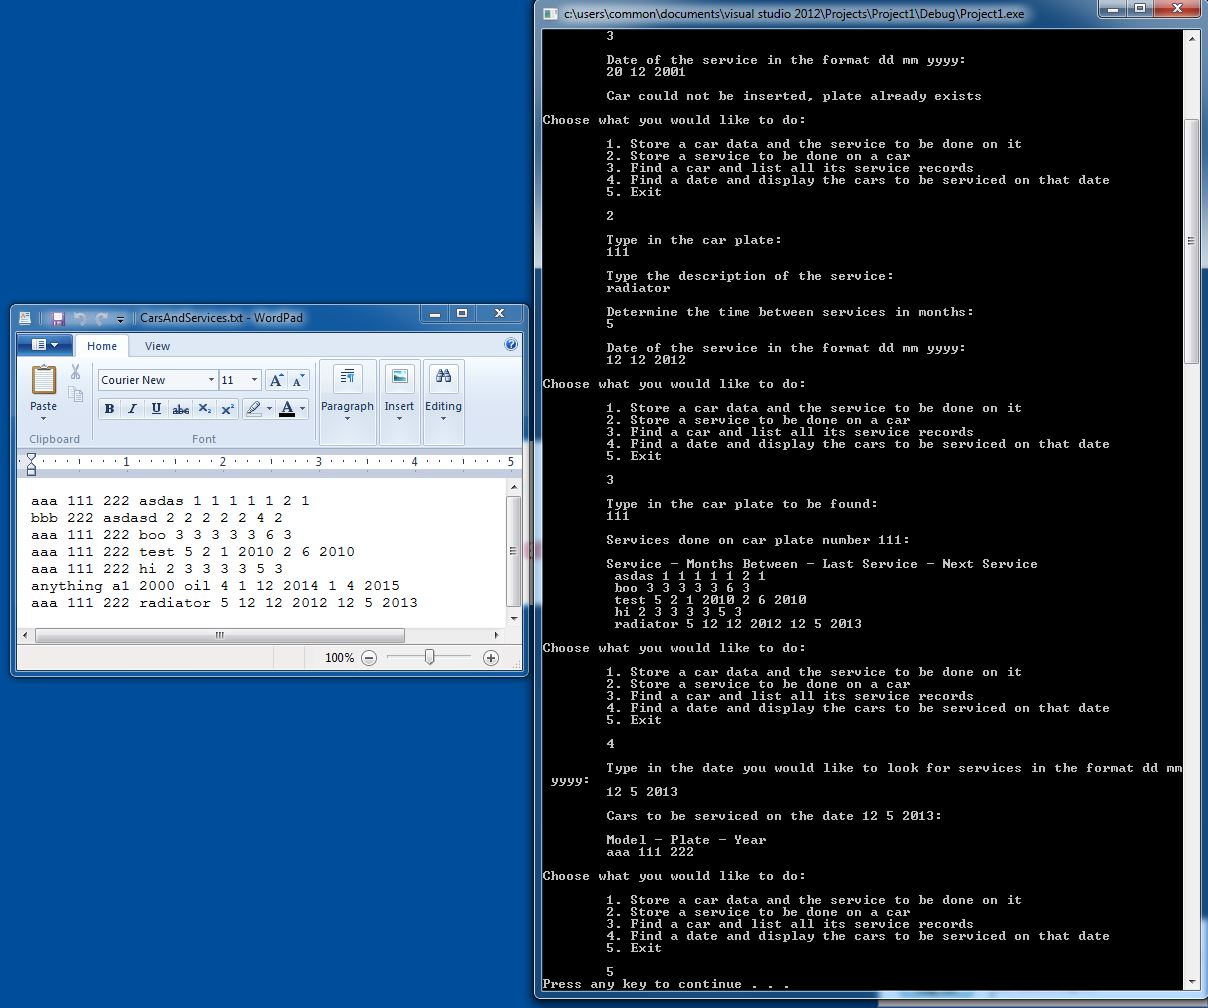 CarsAndServices.txt - WordPad
Home View
Courier New 11
Paste
B I U abc X₂ X² A
Paragraph Insert Editing
Clipboard Font
1 2 3 4 5
aaa 111 222 asdas 1 1 1 1 1 2 1
bbb 222 asdasd 2 2 2 2 2 4 2
aaa 111 222 boo 3 3 3 3 3 6 3
aaa 111 222 test 5 2 1 2010 2 6 2010
aaa 111 222 hi 2 3 3 3 3 5 3
anything a1 2000 oil 4 1 12 2014 1 4 2015
aaa 111 222 radiator 5 12 12 2012 12 5 2013
100%
c:\users\common\documents\visual studio 2012\Projects\Project1\Debug\Project1.exe
3
Date of the service in the format dd mm yyyy:
20 12 2001
Car could not be inserted, plate already exists
Choose what you would like to do:
1. Store a car data and the service to be done on it
2. Store a service to be done on a car
3. Find a car and list all its service records
4. Find a date and display the cars to be serviced on that date
5. Exit
2
Type in the car plate:
111
Type the description of the service:
radiator
Determine the time between services in months:
5
Date of the service in the format dd mm yyyy:
12 12 2012
Choose what you would like to do:
1. Store a car data and the service to be done on it
2. Store a service to be done on a car
3. Find a car and list all its service records
4. Find a date and display the cars to be serviced on that date
5. Exit
3
Type in the car plate to be found:
111
Services done on car plate number 111:
Service - Months Between - Last Service - Next Service
asdas 1 1 1 1 1 2 1
boo 3 3 3 3 3 6 3
test 5 2 1 2010 2 6 2010
hi 2 3 3 3 3 5 3
radiator 5 12 12 2012 12 5 2013
Choose what you would like to do:
1. Store a car data and the service to be done on it
2. Store a service to be done on a car
3. Find a car and list all its service records
4. Find a date and display the cars to be serviced on that date
5. Exit
4
Type in the date you would like to look for services in the format dd mm
yyyy:
12 5 2013
Cars to be serviced on the date 12 5 2013:
Model - Plate - Year
aaa 111 222
Choose what you would like to do:
1. Store a car data and the service to be done on it
2. Store a service to be done on a car
3. Find a car and list all its service records
4. Find a date and display the cars to be serviced on that date
5. Exit
5
Press any key to continue . . .